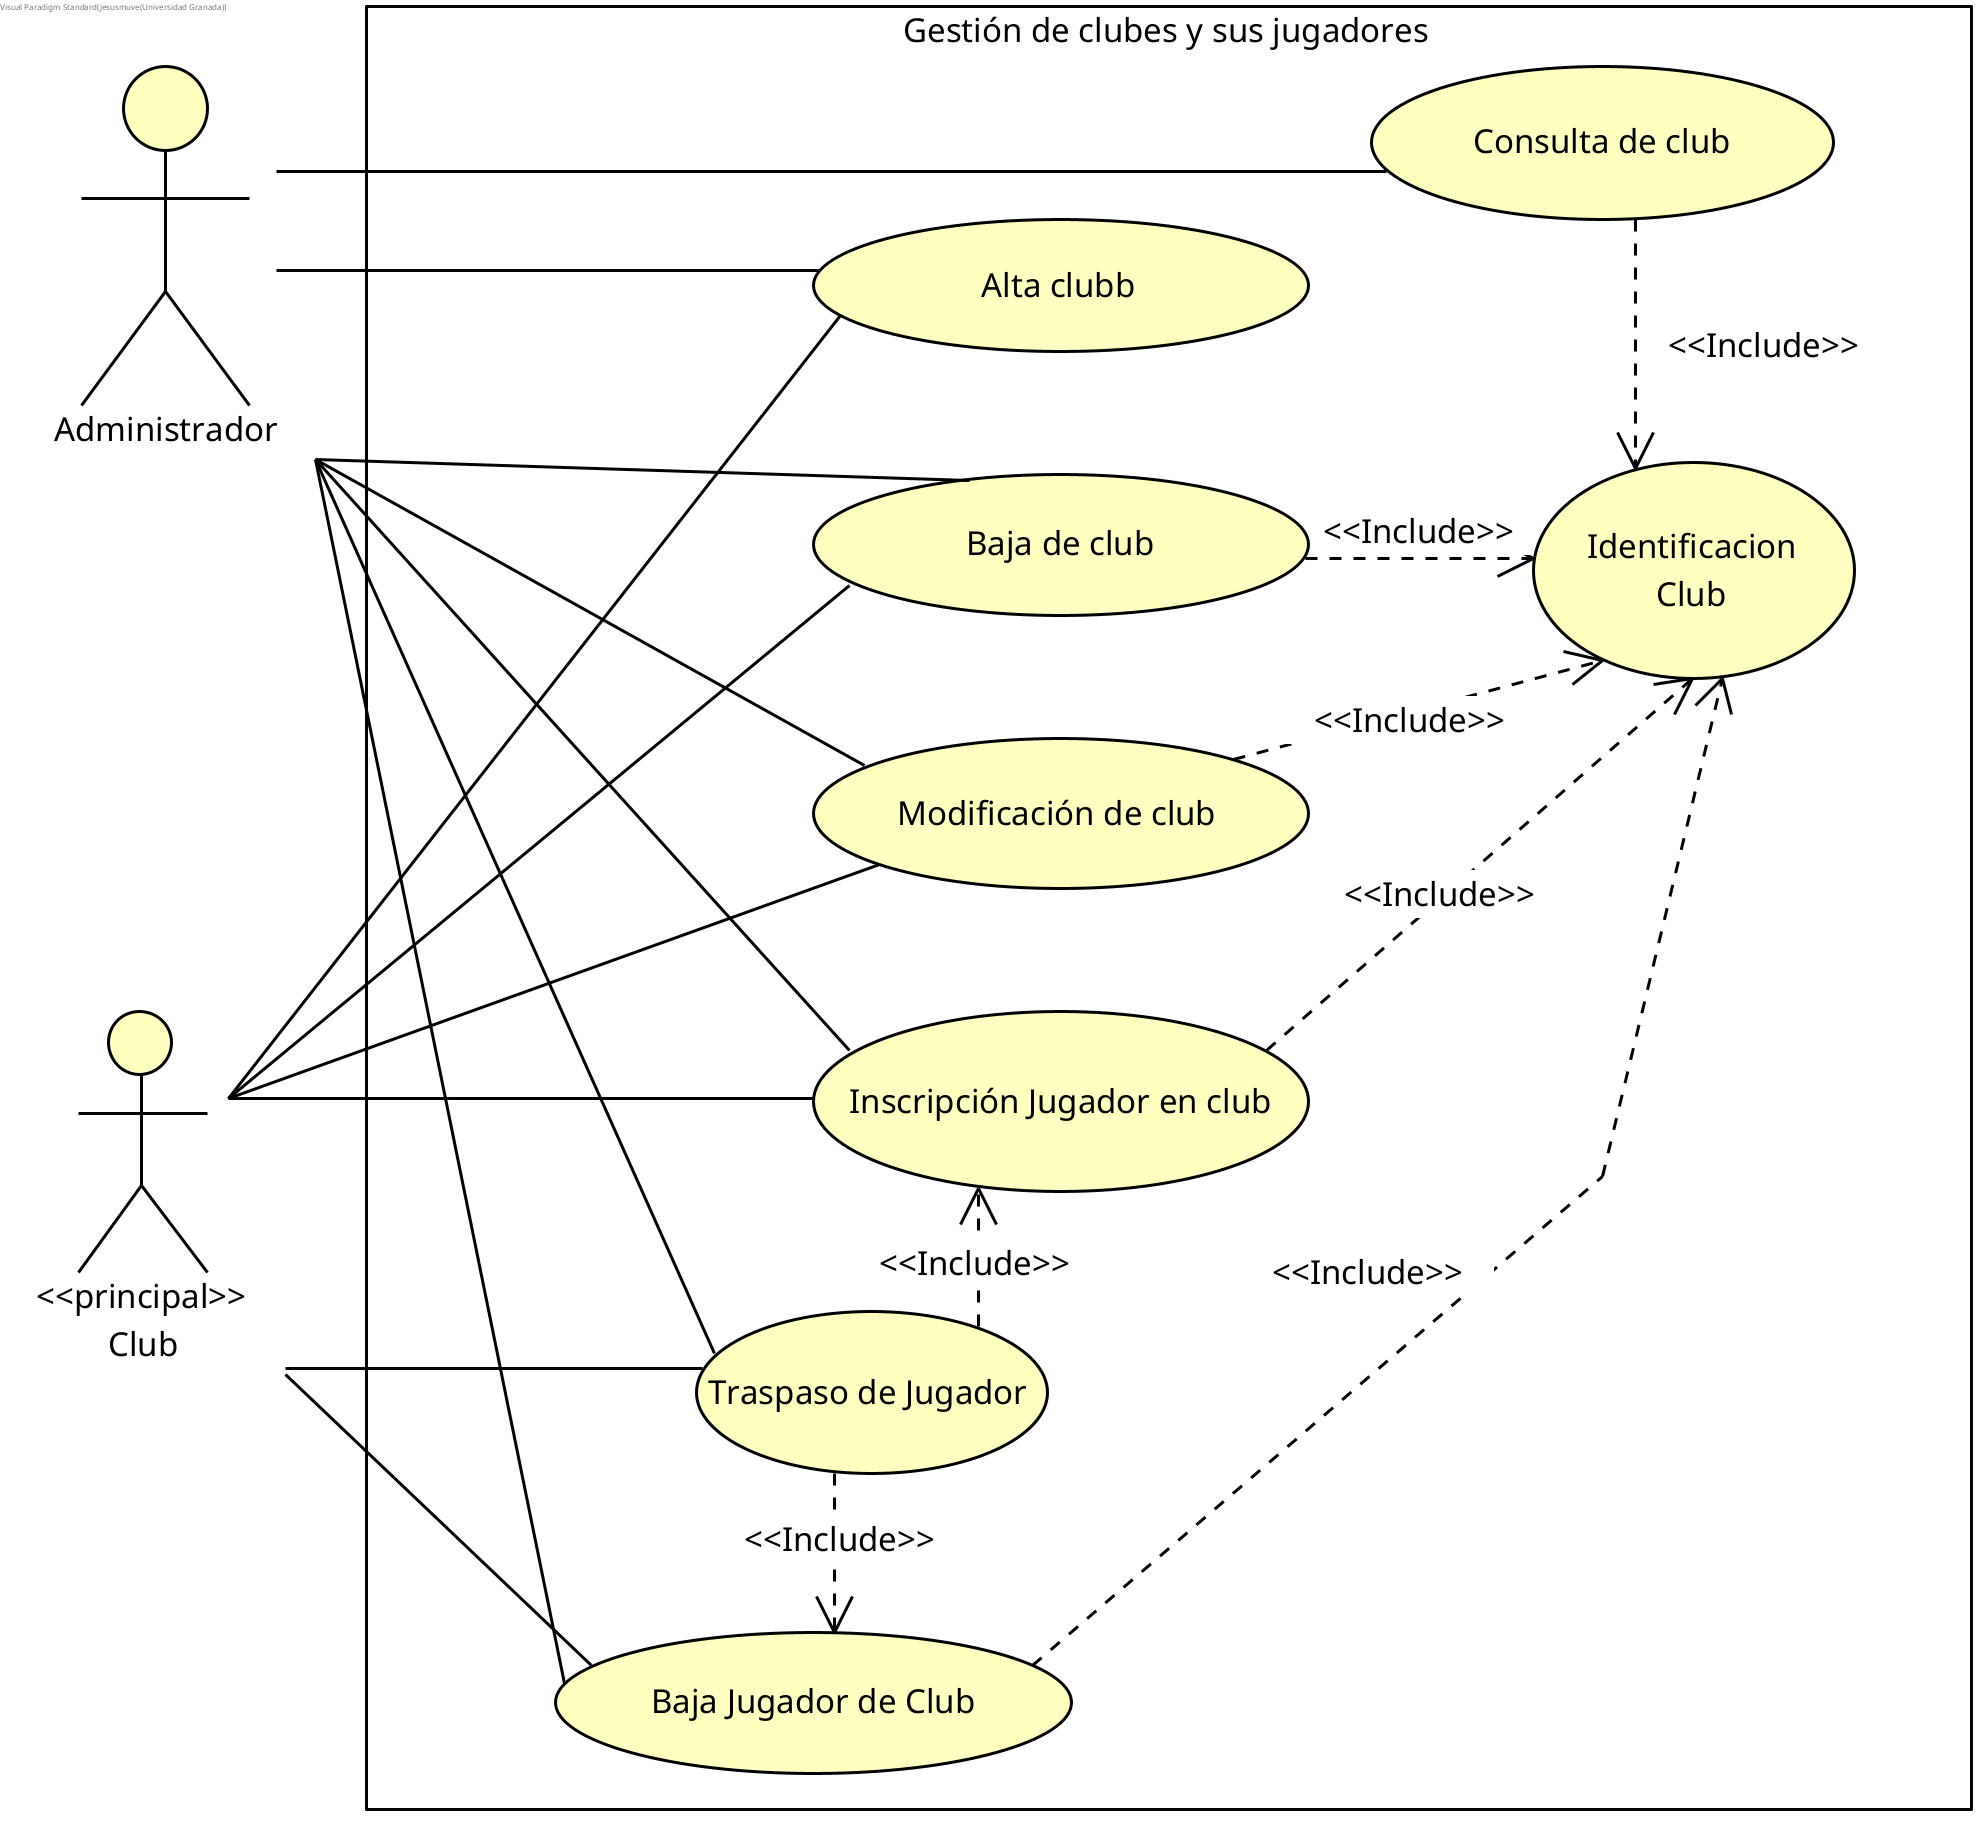 Visual Paradigm Standard(jesusmuve(Universidad Granada))
Gestión de clubes y sus jugadores
Consulta de club
Alta clubb
<<Include>>
Administrador
Baja de club
<<Include>>
Identificacion
Club
<<Include>>
Modificación de club
<<Include>>
Inscripción Jugador en club
<<Include>>
<<Include>>
<<principal>>
Club
Traspaso de Jugador
<<Include>>
Baja Jugador de Club